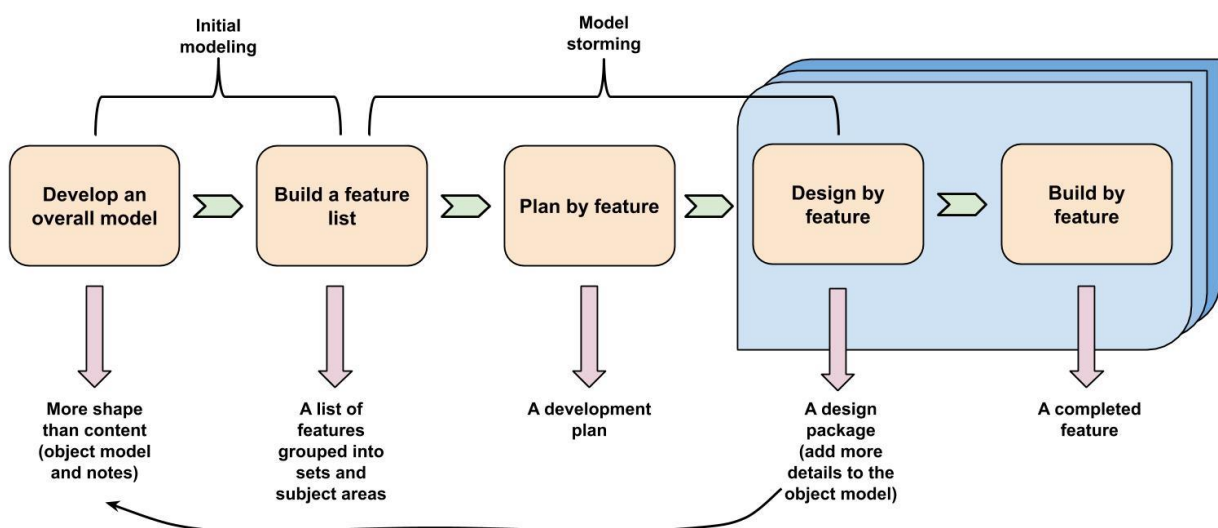 Initial
modeling
Model
storming
Develop an
overall model
Build a feature
list
Plan by feature
Design by
feature
Build by
feature
More shape
than content
(object model
and notes)
A list of
features
grouped into
sets and
subject areas
A development
plan
A design
package
(add more
details to the
object model)
A completed
feature